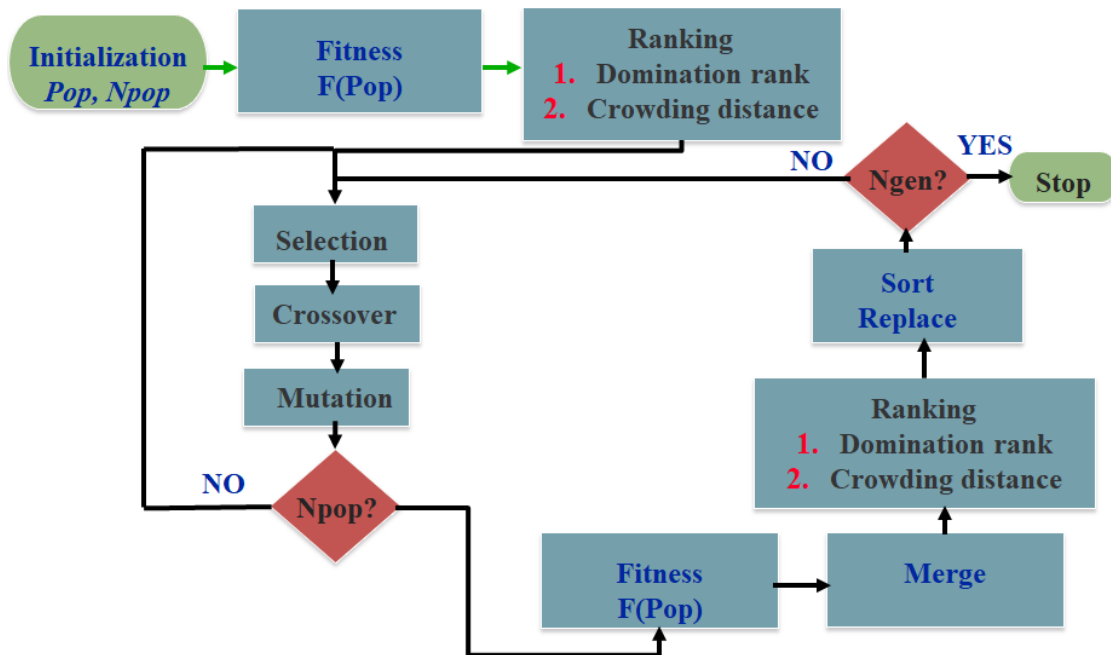 Initialization
Pop, Npop
Fitness
F(Pop)
Ranking
1. Domination rank
2. Crowding distance
Selection
Crossover
Mutation
Npop?
NO
Fitness
F(Pop)
Merge
Ranking
1. Domination rank
2. Crowding distance
Sort
Replace
Ngen?
NO
YES
Stop